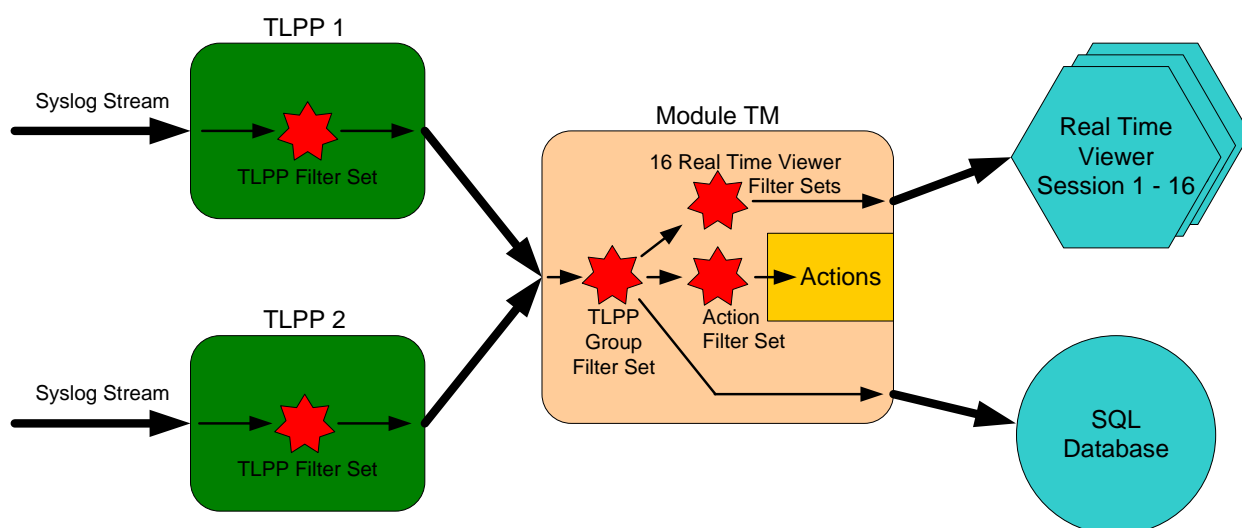 TLPP 1
Syslog Stream
TLPP Filter Set
TLPP 2
Syslog Stream
TLPP Filter Set
Module TM
16 Real Time Viewer
Filter Sets
TLPP
Group
Filter Set
Action
Filter Set
Actions
Real Time
Viewer
Session 1 - 16
SQL
Database